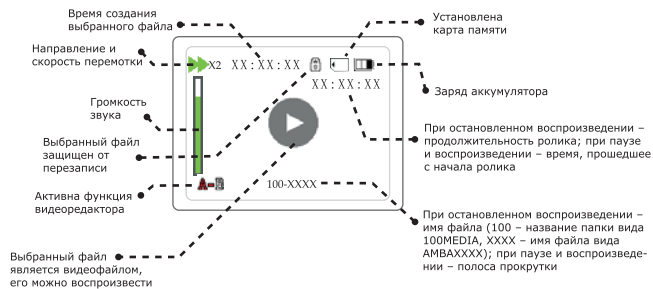 Время создания
выбранного файла
Установлена
карта памяти
Направление и
скорость перемотки
X2 XX:XX:XX
XX:XX:XX
Заряд аккумулятора
Громкость
звука
При остановленном воспроизведении –
продолжительность ролика; при паузе
и воспроизведении – время, прошедшее
с начала ролика
Выбранный файл
защищен от
перезаписи
A-B
100-XXXX
Активна функция
видеоредактора
При остановленном воспроизведении –
имя файла (100 – название папки вида
100MEDIA, XXXX – имя файла вида
AMBAXXXX); при паузе и воспроизведе-
нии – полоса прокрутки
Выбранный файл
является видеофайлом,
его можно воспроизвести